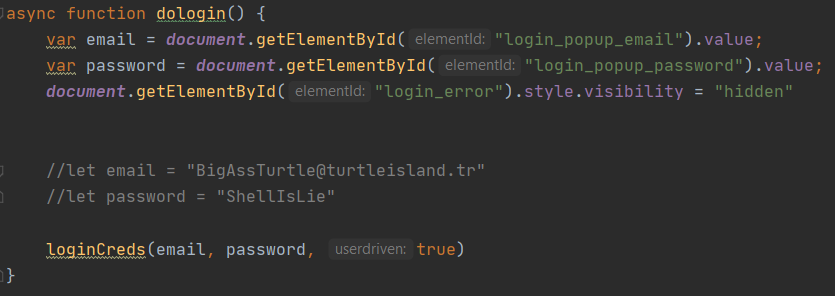 async function dologin() {
var email = document.getElementById( elementId: "login_popup_email").value;
var password = document.getElementById( elementId: "login_popup_password").value;
document.getElementById( elementId: "login_error").style.visibility = "hidden"
//let email = "BigAssTurtle@turtleisland.tr"
//let password = "ShellIsLie"
loginCreds(email, password, userdriven: true)
}